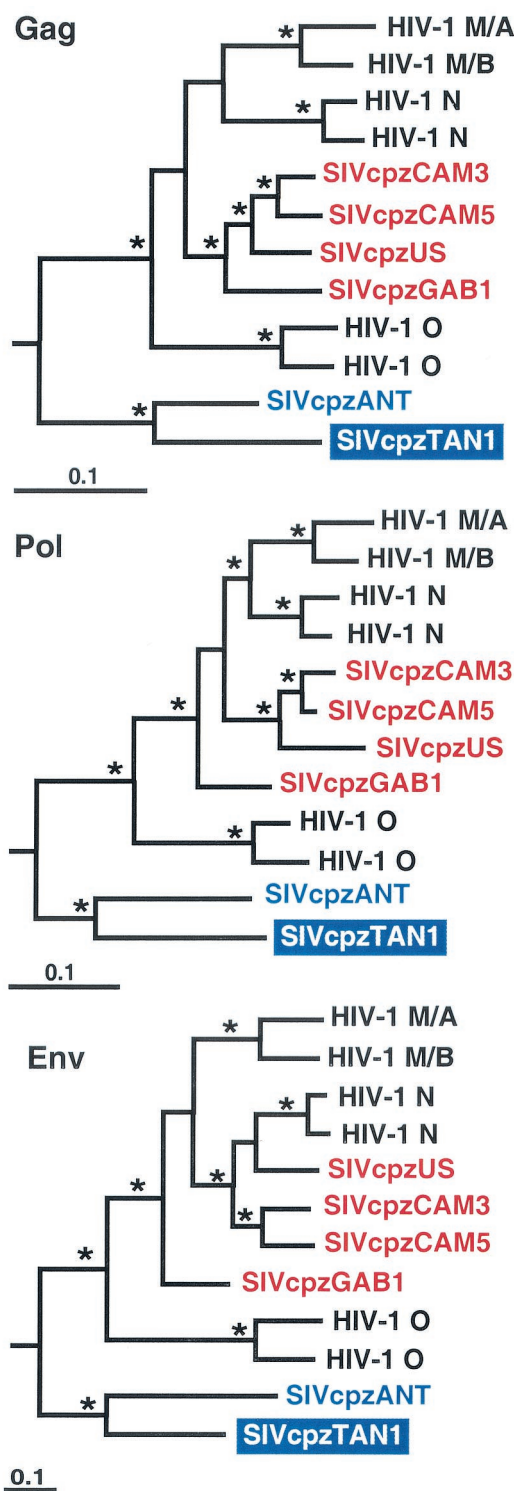 Gag
HIV-1 M/A
HIV-1 M/B
HIV-1 N
HIV-1 N
SIVcpzCAM3
SIVcpzCAM5
SIVcpzUS
SIVcpzGAB1
HIV-1 O
HIV-1 O
SIVcpzANT
SIVcpzTAN1
0.1
Pol
HIV-1 M/A
HIV-1 M/B
HIV-1 N
HIV-1 N
SIVcpzCAM3
SIVcpzCAM5
SIVcpzUS
SIVcpzGAB1
HIV-1 O
HIV-1 O
SIVcpzANT
SIVcpzTAN1
0.1
Env
HIV-1 M/A
HIV-1 M/B
HIV-1 N
HIV-1 N
SIVcpzUS
SIVcpzCAM3
SIVcpzCAM5
SIVcpzGAB1
HIV-1 O
HIV-1 O
SIVcpzANT
SIVcpzTAN1
0.1